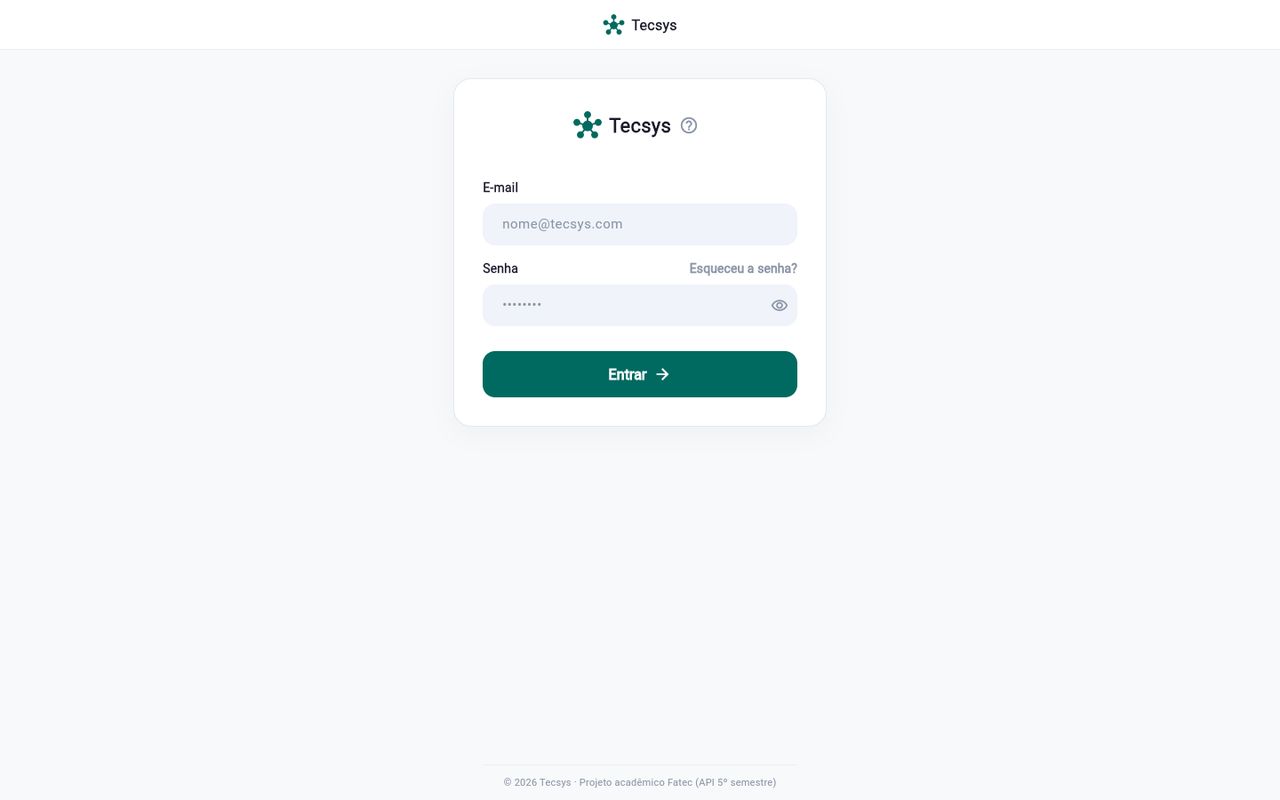 Tecsys
Tecsys
E-mail
nome@tecsys.com
Senha Esqueceu a senha?
••••••••
Entrar →
© 2026 Tecsys · Projeto acadêmico Fatec (API 5º semestre)